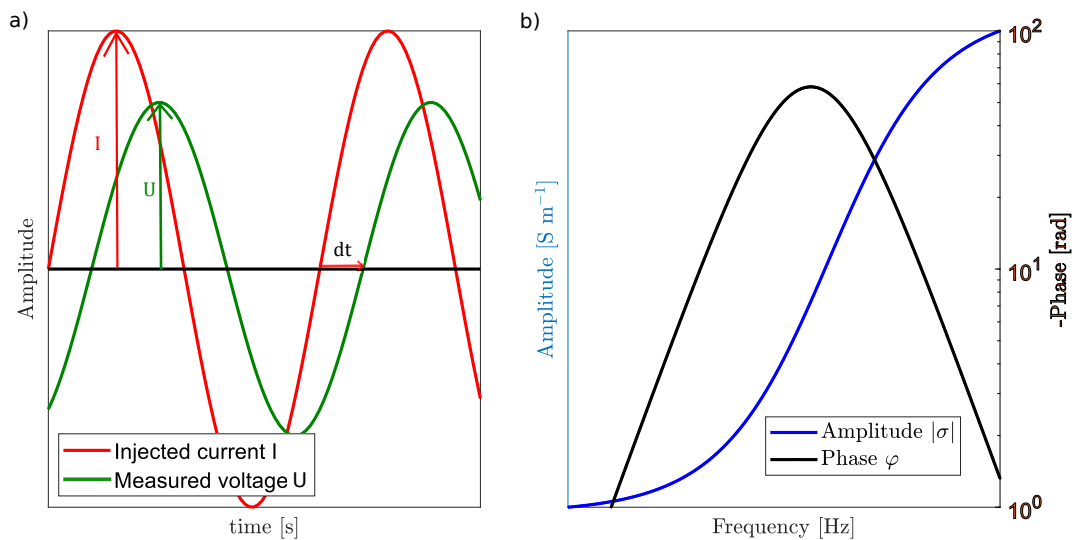 a)
I
U
dt
Amplitude
Injected current I
Measured voltage U
time [s]
b)
Amplitude [S m⁻¹]
10²
10¹
10⁰
-Phase [rad]
Amplitude |σ|
Phase φ
Frequency [Hz]